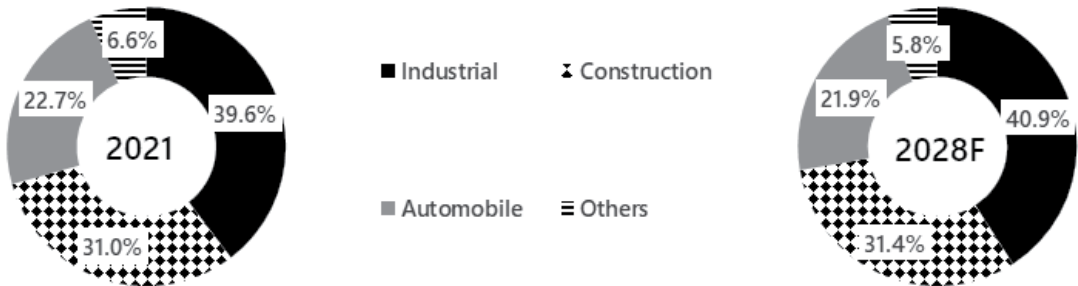 6.6%
22.7%
39.6%
2021
31.0%
Industrial
Construction
Automobile
Others
5.8%
21.9%
40.9%
2028F
31.4%